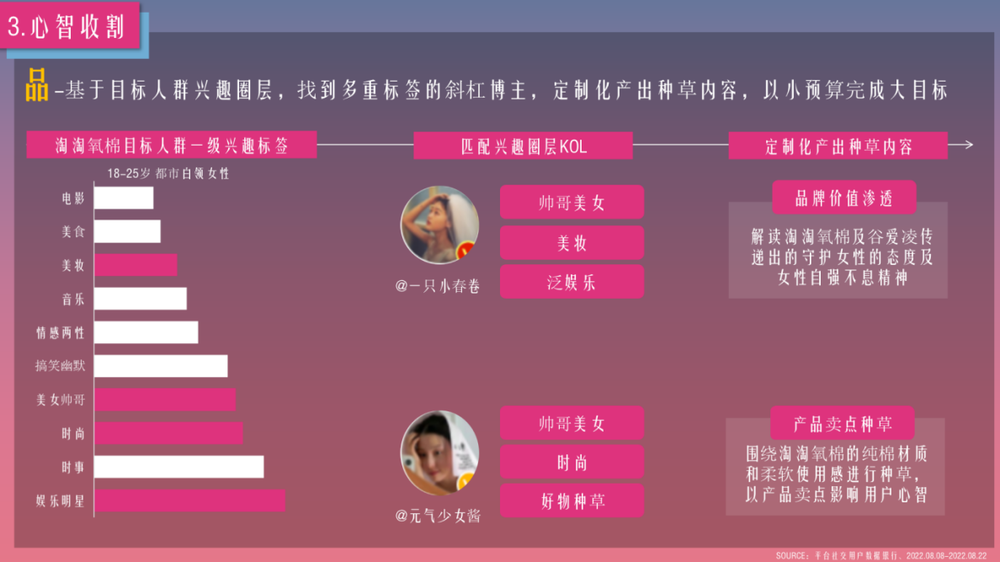 3.心智收割
品-基于目标人群兴趣圈层，找到多重标签的斜杠博主，定制化产出种草内容，以小预算完成大目标
淘淘氧棉目标人群一级兴趣标签
18-25岁 都市白领女性
电影
美食
美妆
音乐
情感两性
搞笑幽默
美女帅哥
时尚
时事
娱乐明星
匹配兴趣圈层KOL
@一只小春卷
帅哥美女
美妆
泛娱乐
@元气少女酱
帅哥美女
时尚
好物种草
定制化产出种草内容
品牌价值渗透
解读淘淘氧棉及谷爱凌传
递出的守护女性的态度及
女性自强不息精神
产品卖点种草
围绕淘淘氧棉的纯棉材质
和柔软使用感进行种草，
以产品卖点影响用户心智
SOURCE：平台社交用户数据银行、2022.08.08-2022.08.22